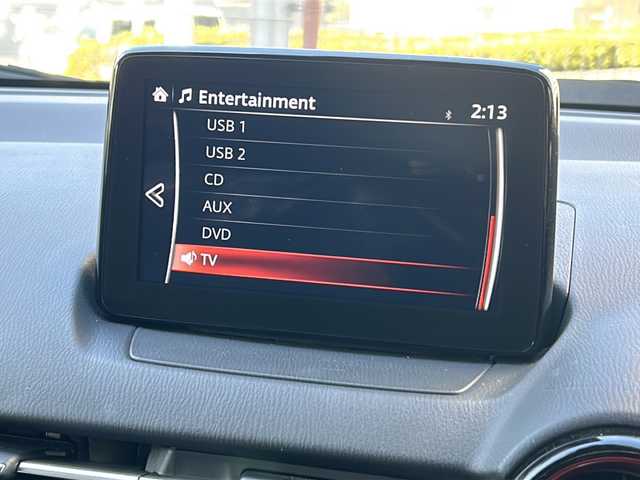 Entertainment
2:13
USB 1
USB 2
CD
AUX
DVD
TV